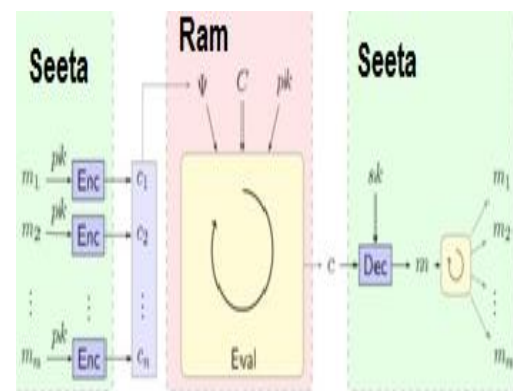 Seeta
Ram
Seeta
ψ C pk
m₁ pk Enc c₁
m₂ pk Enc c₂
⋮ ⋮ ⋮
mₙ pk Enc cₙ
Eval
c
sk
Dec
m
m₁
m₂
⋮
mₙ